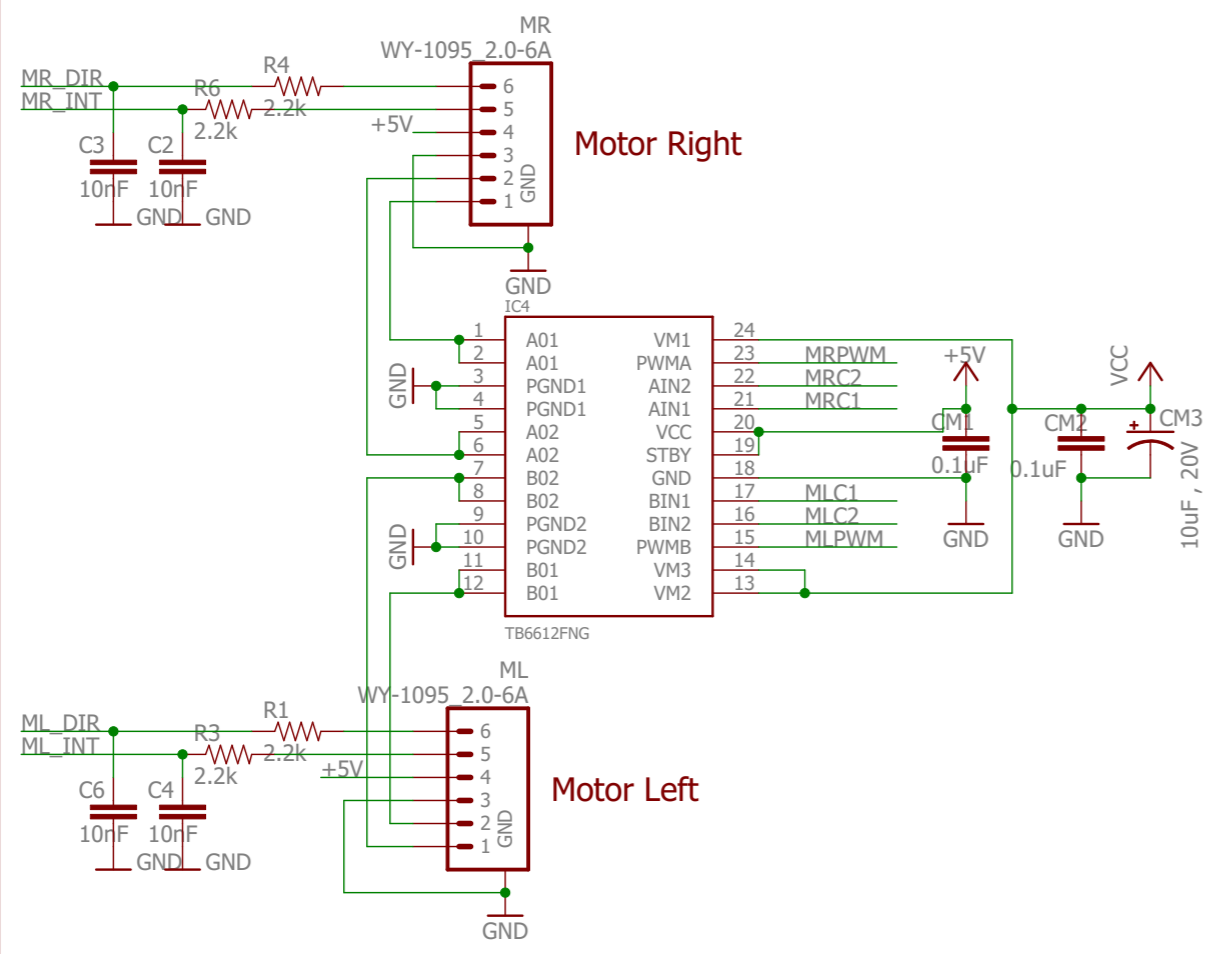 MR
WY-1095_2.0-6A
MR_DIR
R4
6
MR_INT
R6
2.2k
5
+5V
4
C3
C2
2.2k
Motor Right
3
10nF
10nF
2
GND
1
GND
GND
GND
IC4
1
A01
VM1
24
2
A01
PWMA
23
MRPWM
+5V
VCC
GND
3
PGND1
AIN2
22
MRC2
4
PGND1
AIN1
21
MRC1
5
A02
VCC
20
CM1
CM2
+
CM3
6
A02
STBY
19
0.1uF
0.1uF
10uF , 20V
7
B02
GND
18
8
B02
BIN1
17
MLC1
9
PGND2
BIN2
16
MLC2
GND
10
PGND2
PWMB
15
MLPWM
GND
GND
11
B01
VM3
14
12
B01
VM2
13
TB6612FNG
ML
WY-1095_2.0-6A
ML_DIR
R1
6
ML_INT
R3
2.2k
5
2.2k
+5V
4
C6
C4
Motor Left
3
10nF
10nF
2
GND
1
GND
GND
GND